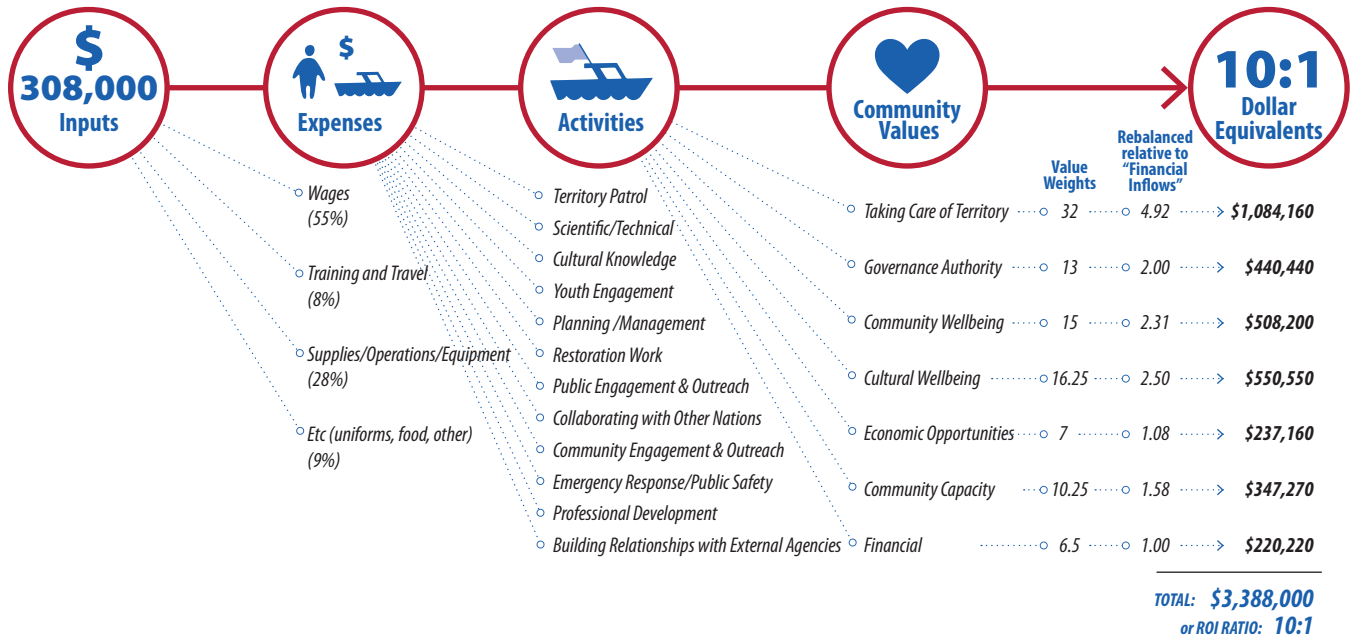 $
308,000
Inputs
$
Expenses
Activities
Community
Values
10:1
Dollar
Equivalents
Wages
(55%)
Training and Travel
(8%)
Supplies/Operations/Equipment
(28%)
Etc (uniforms, food, other)
(9%)
Territory Patrol
Scientific/Technical
Cultural Knowledge
Youth Engagement
Planning /Management
Restoration Work
Public Engagement & Outreach
Collaborating with Other Nations
Community Engagement & Outreach
Emergency Response/Public Safety
Professional Development
Building Relationships with External Agencies
Value
Weights
Rebalanced
relative to
“Financial
Inflows”
Taking Care of Territory 32 4.92 $1,084,160
Governance Authority 13 2.00 $440,440
Community Wellbeing 15 2.31 $508,200
Cultural Wellbeing 16.25 2.50 $550,550
Economic Opportunities 7 1.08 $237,160
Community Capacity 10.25 1.58 $347,270
Financial 6.5 1.00 $220,220
TOTAL: $3,388,000
or ROI RATIO: 10:1